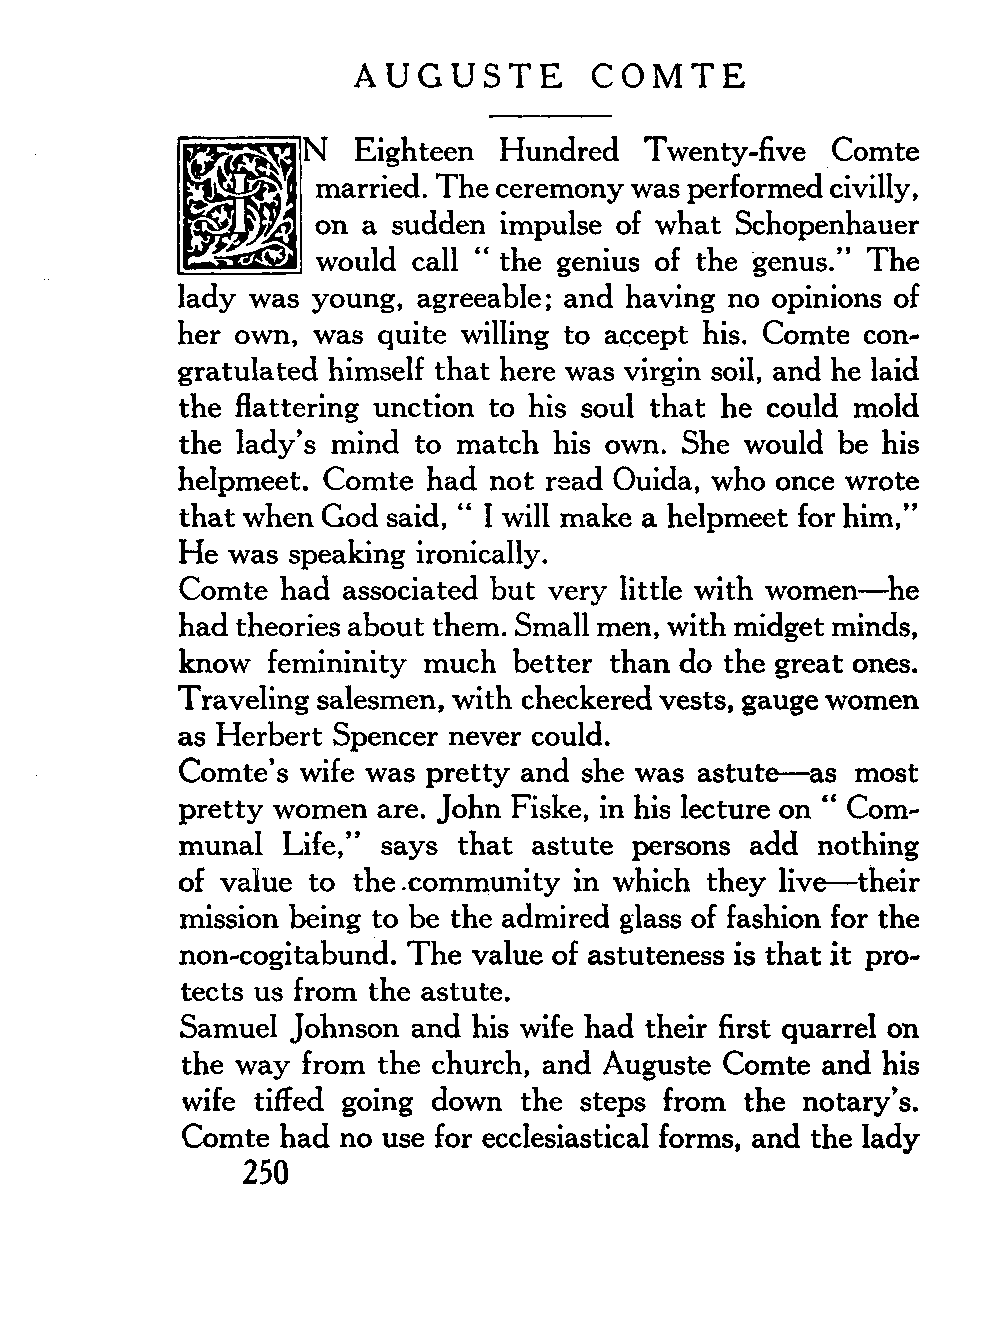 AUGUSTE COMTE
IN Eighteen Hundred Twenty-five Comte
married. The ceremony was performed civilly,
on a sudden impulse of what Schopenhauer
would call “ the genius of the genus.” The
lady was young, agreeable; and having no opinions of
her own, was quite willing to accept his. Comte con-
gratulated himself that here was virgin soil, and he laid
the flattering unction to his soul that he could mold
the lady’s mind to match his own. She would be his
helpmeet. Comte had not read Ouida, who once wrote
that when God said, “ I will make a helpmeet for him,”
He was speaking ironically.
Comte had associated but very little with women—he
had theories about them. Small men, with midget minds,
know femininity much better than do the great ones.
Traveling salesmen, with checkered vests, gauge women
as Herbert Spencer never could.
Comte’s wife was pretty and she was astute—as most
pretty women are. John Fiske, in his lecture on “ Com-
munal Life,” says that astute persons add nothing
of value to the community in which they live—their
mission being to be the admired glass of fashion for the
non-cogitabund. The value of astuteness is that it pro-
tects us from the astute.
Samuel Johnson and his wife had their first quarrel on
the way from the church, and Auguste Comte and his
wife tiffed going down the steps from the notary’s.
Comte had no use for ecclesiastical forms, and the lady
250